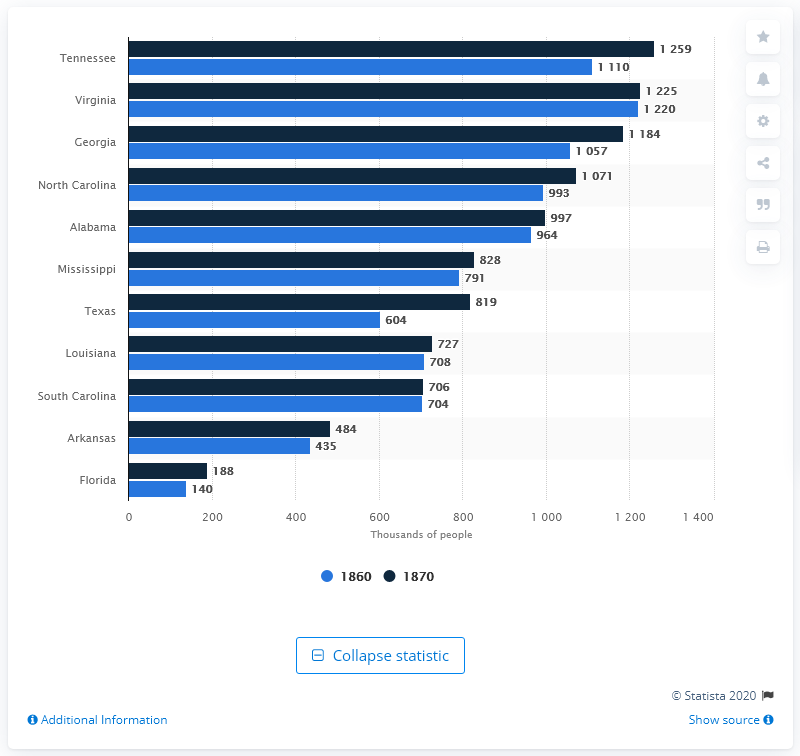 Tennessee 1 259
1 110
Virginia 1 225
1 220
Georgia 1 184
1 057
North Carolina 1 071
993
Alabama 997
964
Mississippi 828
791
Texas 819
604
Louisiana 727
708
South Carolina 706
704
Arkansas 484
435
Florida 188
140
0 200 400 600 800 1 000 1 200 1 400
Thousands of people
1860 1870
Collapse statistic
© Statista 2020
Additional Information Show source